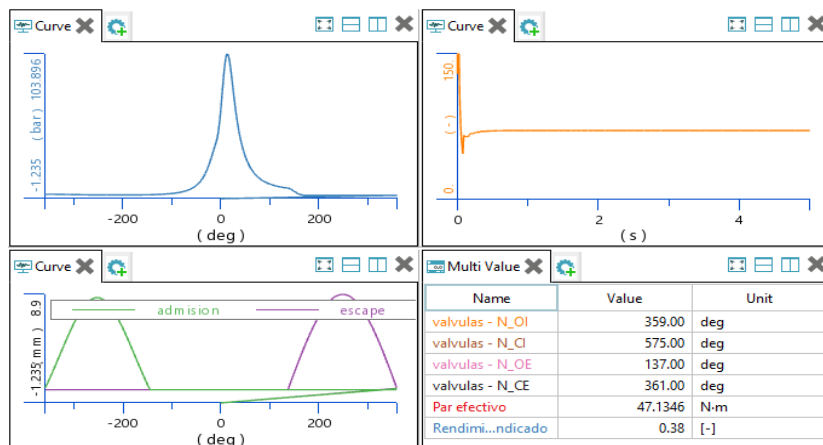 Curve
Curve
103.896
(bar)
-1.235
-200 0 200
(deg)
150.
(-)
0.
0 2 4
(s)
Curve
Multi Value
8.9
(mm)
-1.235
admision escape
-200 0 200
(deg)
Name Value Unit
valvulas - N_OI 359.00 deg
valvulas - N_CI 575.00 deg
valvulas - N_OE 137.00 deg
valvulas - N_CE 361.00 deg
Par efectivo 47.1346 N·m
Rendimi...ndicado 0.38 [-]